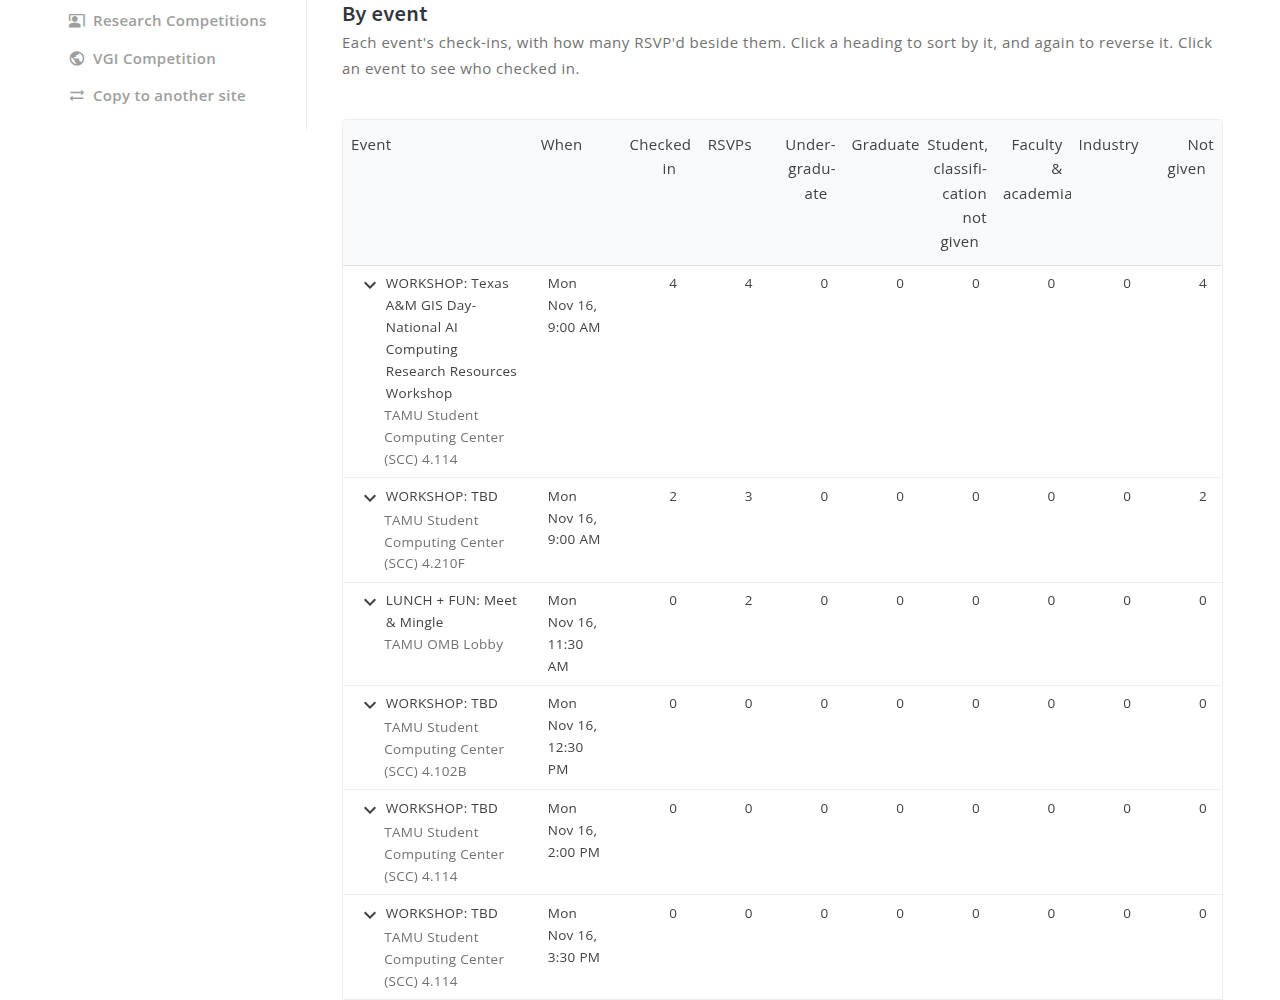 Research Competitions
VGI Competition
Copy to another site
By event
Each event's check-ins, with how many RSVP'd beside them. Click a heading to sort by it, and again to reverse it. Click
an event to see who checked in.
Event When Checked in RSVPs Under-gradu-ate Graduate Student, classifi-cation not given Faculty & academia Industry Not given
WORKSHOP: Texas Mon 4 4 0 0 0 0 0 4
A&M GIS Day- Nov 16,
National AI 9:00 AM
Computing
Research Resources
Workshop
TAMU Student
Computing Center
(SCC) 4.114
WORKSHOP: TBD Mon 2 3 0 0 0 0 0 2
TAMU Student Nov 16,
Computing Center 9:00 AM
(SCC) 4.210F
LUNCH + FUN: Meet Mon 0 2 0 0 0 0 0 0
& Mingle Nov 16,
TAMU OMB Lobby 11:30
AM
WORKSHOP: TBD Mon 0 0 0 0 0 0 0 0
TAMU Student Nov 16,
Computing Center 12:30
(SCC) 4.102B PM
WORKSHOP: TBD Mon 0 0 0 0 0 0 0 0
TAMU Student Nov 16,
Computing Center 2:00 PM
(SCC) 4.114
WORKSHOP: TBD Mon 0 0 0 0 0 0 0 0
TAMU Student Nov 16,
Computing Center 3:30 PM
(SCC) 4.114